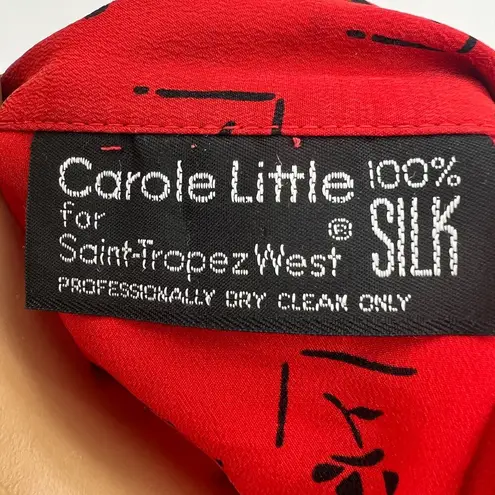 Carole Little 100%
for ® SILK
Saint-Tropez West
PROFESSIONALLY DRY CLEAN ONLY